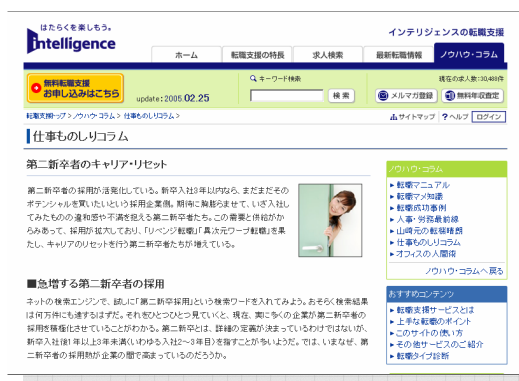 はたらくを楽しもう。
intelligence
インテリジェンスの転職支援
ホーム
転職支援の特長
求人検索
最新転職情報
ノウハウ・コラム
無料転職支援
お申し込みはこちら
update:2005.02.25
キーワード検索
検索
現在の求人数:30,488件
メルマガ登録
無料年収査定
転職支援トップ>ノウハウ・コラム>仕事ものしりコラム>
サイトマップ
?ヘルプ
ログイン
仕事ものしりコラム
第二新卒者のキャリア・リセット
第二新卒者の採用が活発化している。新卒入社3年以内なら、まだまだその
ポテンシャルを買いたいという採用企業側。期待に胸膨らませて、いざ入社し
てみたものの違和感や不満を抱える第二新卒者たち。この需要と供給がか
らみあって、採用が拡大しており、「リベンジ転職」「異次元ワープ転職」を果
たし、キャリアのリセットを行う第二新卒者たちが増えている。
■急増する第二新卒者の採用
ネットの検索エンジンで、試しに「第二新卒採用」という検索ワードを入れてみよう。おそらく検索結果
は何万件にも達するはずだ。それをひとつひとつ見ていくと、現在、実に多くの企業が第二新卒者の
採用を積極化させていることがわかる。第二新卒とは、詳細の定義が決まっているわけではないが、
新卒入社後1年以上3年未満(いわゆる入社2~3年目)を指すことが多いようだ。では、いまなぜ、第
二新卒者の採用熱が企業の間で高まっているのだろうか。
ノウハウ・コラム
転職マニュアル
転職マメ知識
転職成功事例
人事・労務最前線
山崎元の転職晴朗
仕事ものしりコラム
オフィスの人間術
ノウハウ・コラムへ戻る
おすすめコンテンツ
転職支援サービスとは
上手な転職のポイント
このサイトの使い方
その他サービスのご紹介
転職タイプ診断